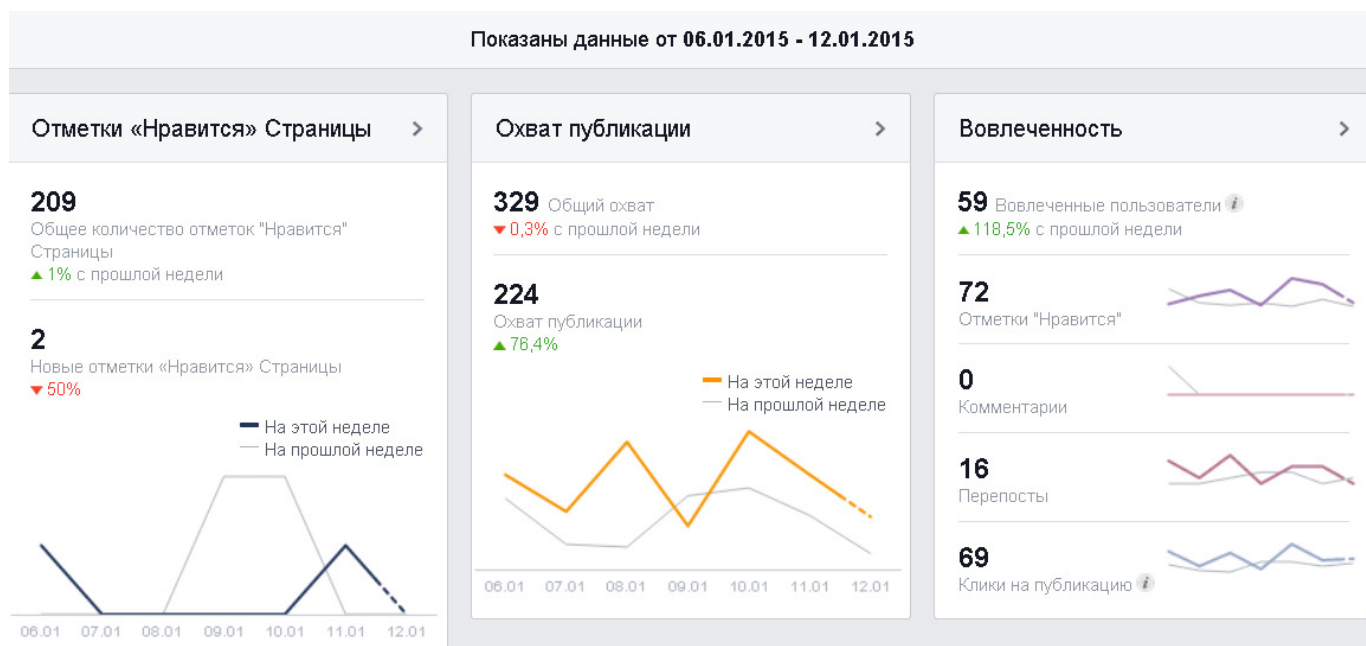 Показаны данные от 06.01.2015 - 12.01.2015
Отметки «Нравится» Страницы
209
Общее количество отметок "Нравится"
Страницы
1% с прошлой недели
2
Новые отметки «Нравится» Страницы
50%
На этой неделе
На прошлой неделе
06.01 07.01 08.01 09.01 10.01 11.01 12.01
Охват публикации
329 Общий охват
0,3% с прошлой недели
224
Охват публикации
76,4%
На этой неделе
На прошлой неделе
06.01 07.01 08.01 09.01 10.01 11.01 12.01
Вовлеченность
59 Вовлеченные пользователи i
118,5% с прошлой недели
72
Отметки "Нравится"
0
Комментарии
16
Перепосты
69
Клики на публикацию i